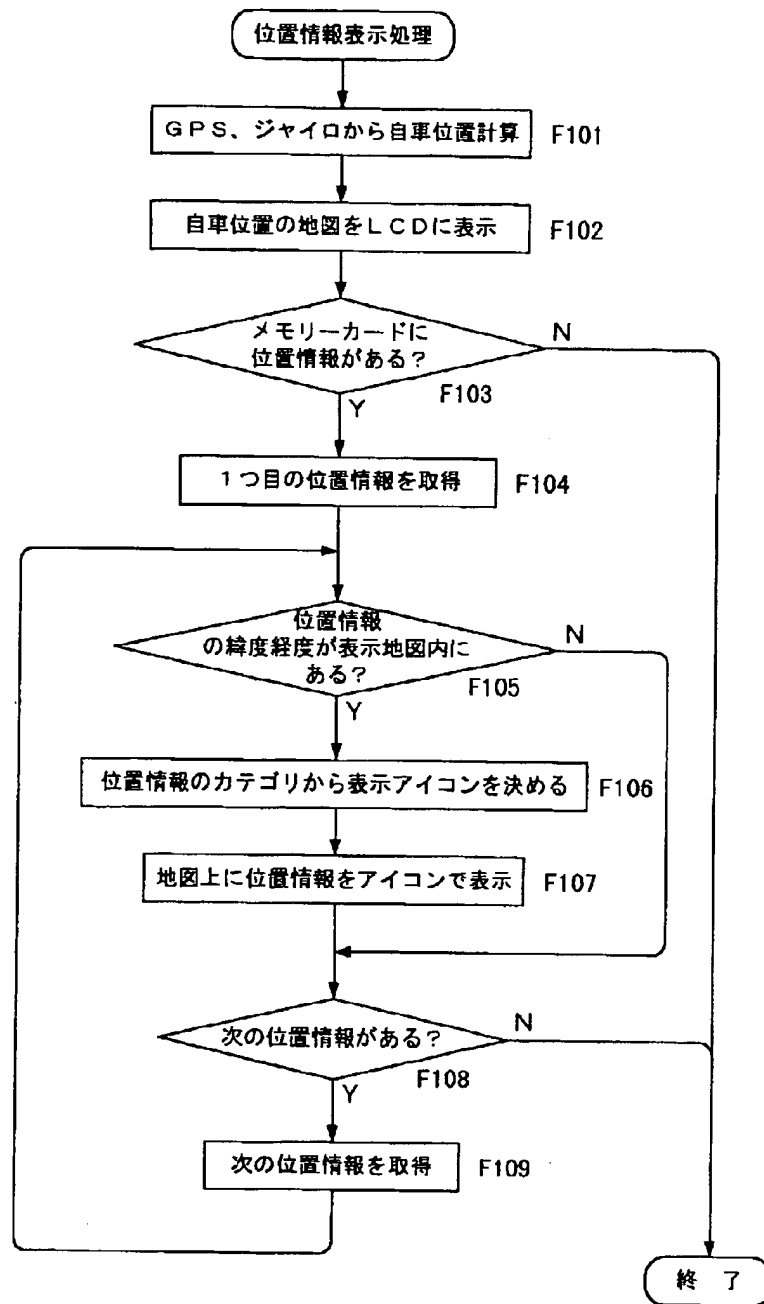 位置情報表示処理
GPS、ジャイロから自車位置計算
F101
自車位置の地図をLCDに表示
F102
メモリーカードに
位置情報がある？
N
F103
Y
1つ目の位置情報を取得
F104
位置情報
の緯度経度が表示地図内に
ある？
N
F105
Y
位置情報のカテゴリから表示アイコンを決める
F106
地図上に位置情報をアイコンで表示
F107
次の位置情報がある？
N
F108
Y
次の位置情報を取得
F109
終 了